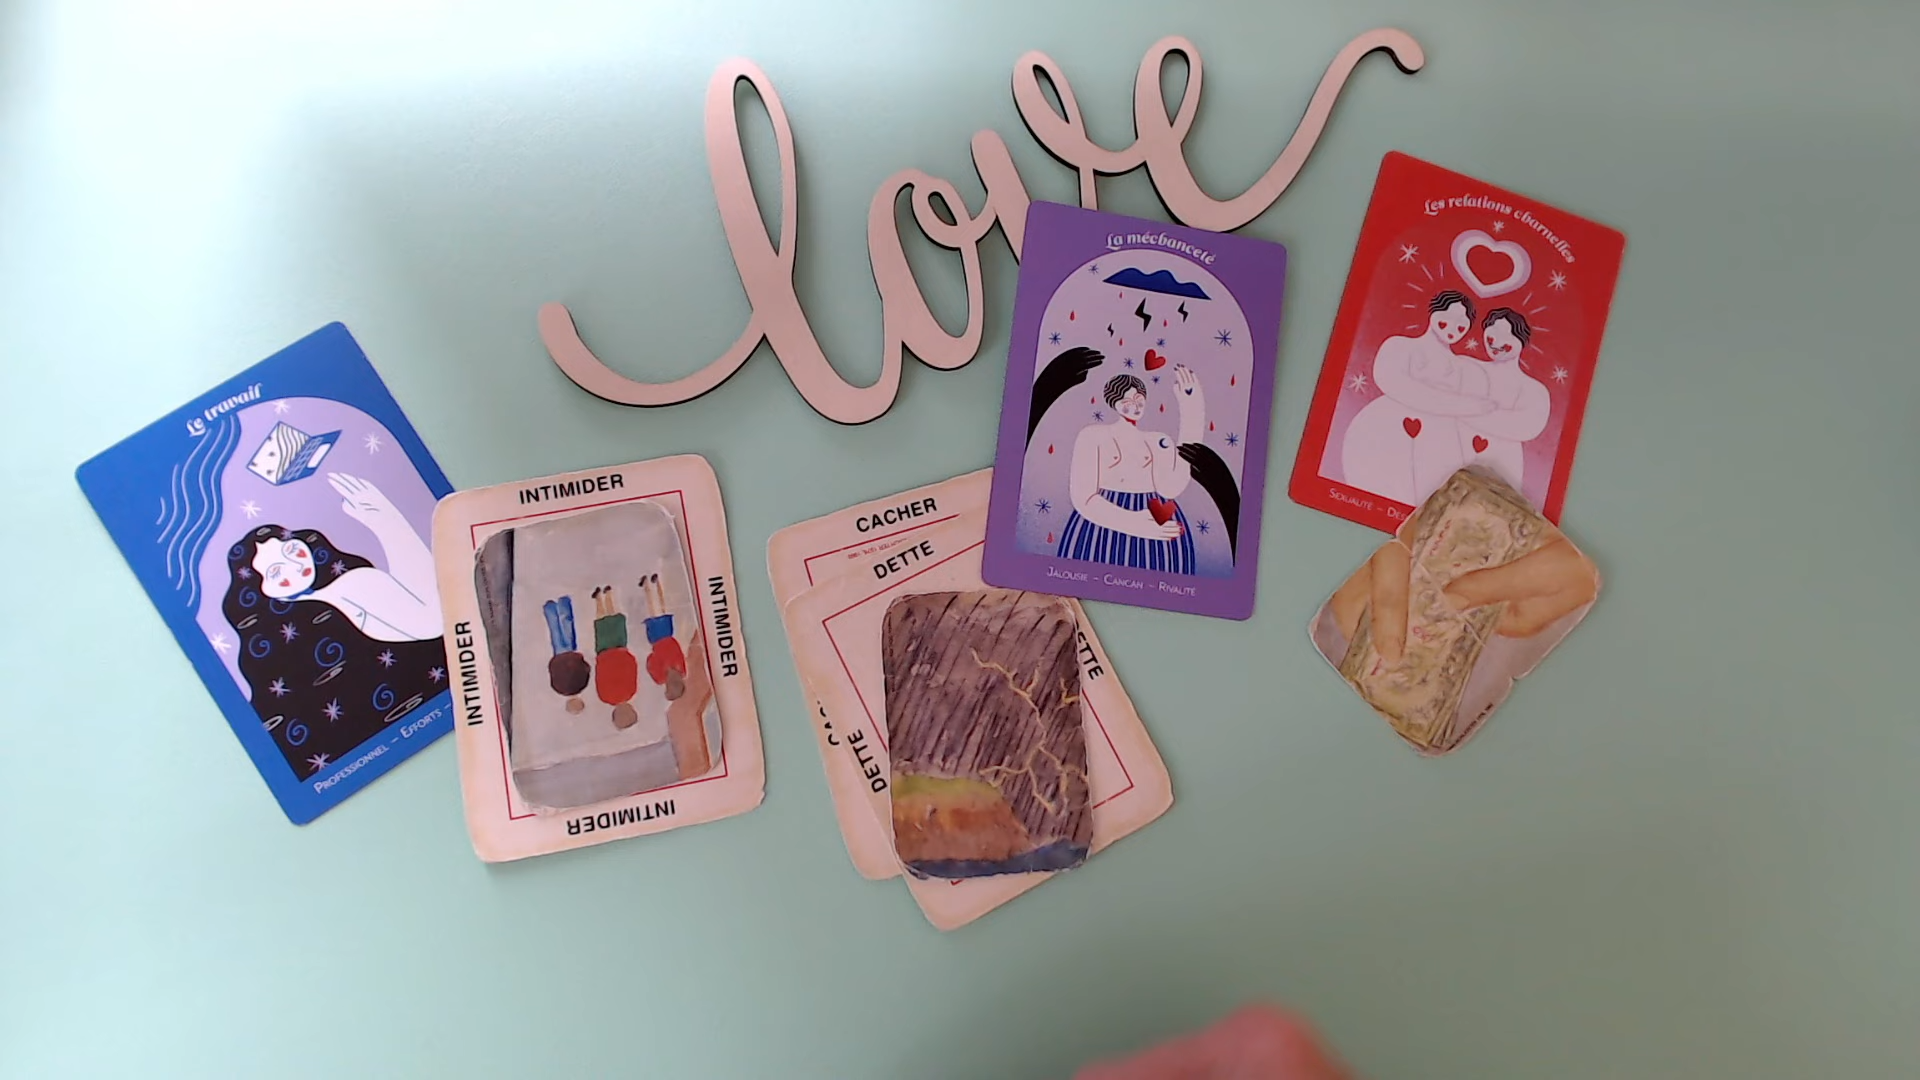 love
Les relations charnelles
La méchanceté
Le travail
INTIMIDER
CACHER
DETTE
INTIMIDER
INTIMIDER
DETTE
INTIMIDER
SEXUALITÉ –
JALOUSIE – CANCAN – RIVALITÉ
PROFESSIONNEL – EFFORTS –